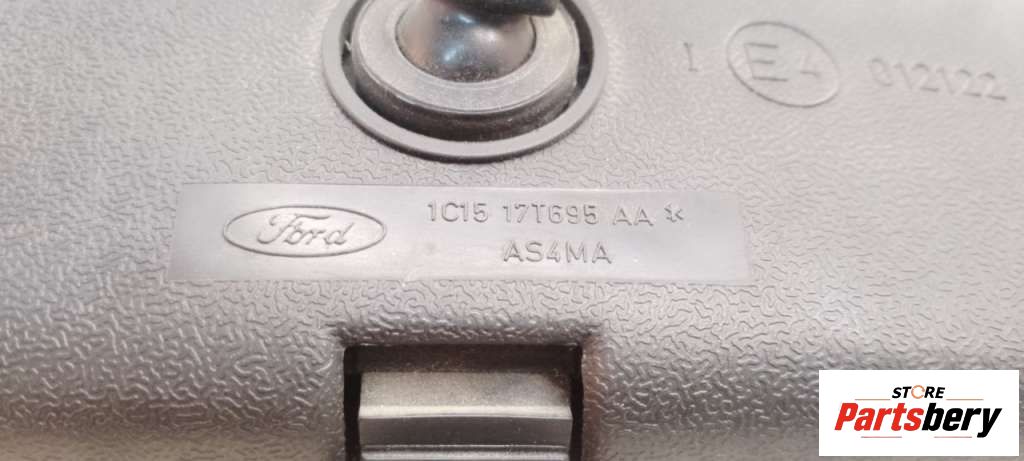 I E4 012122
Ford
1C15 17T695 AA*
AS4MA
STORE
Partsbery